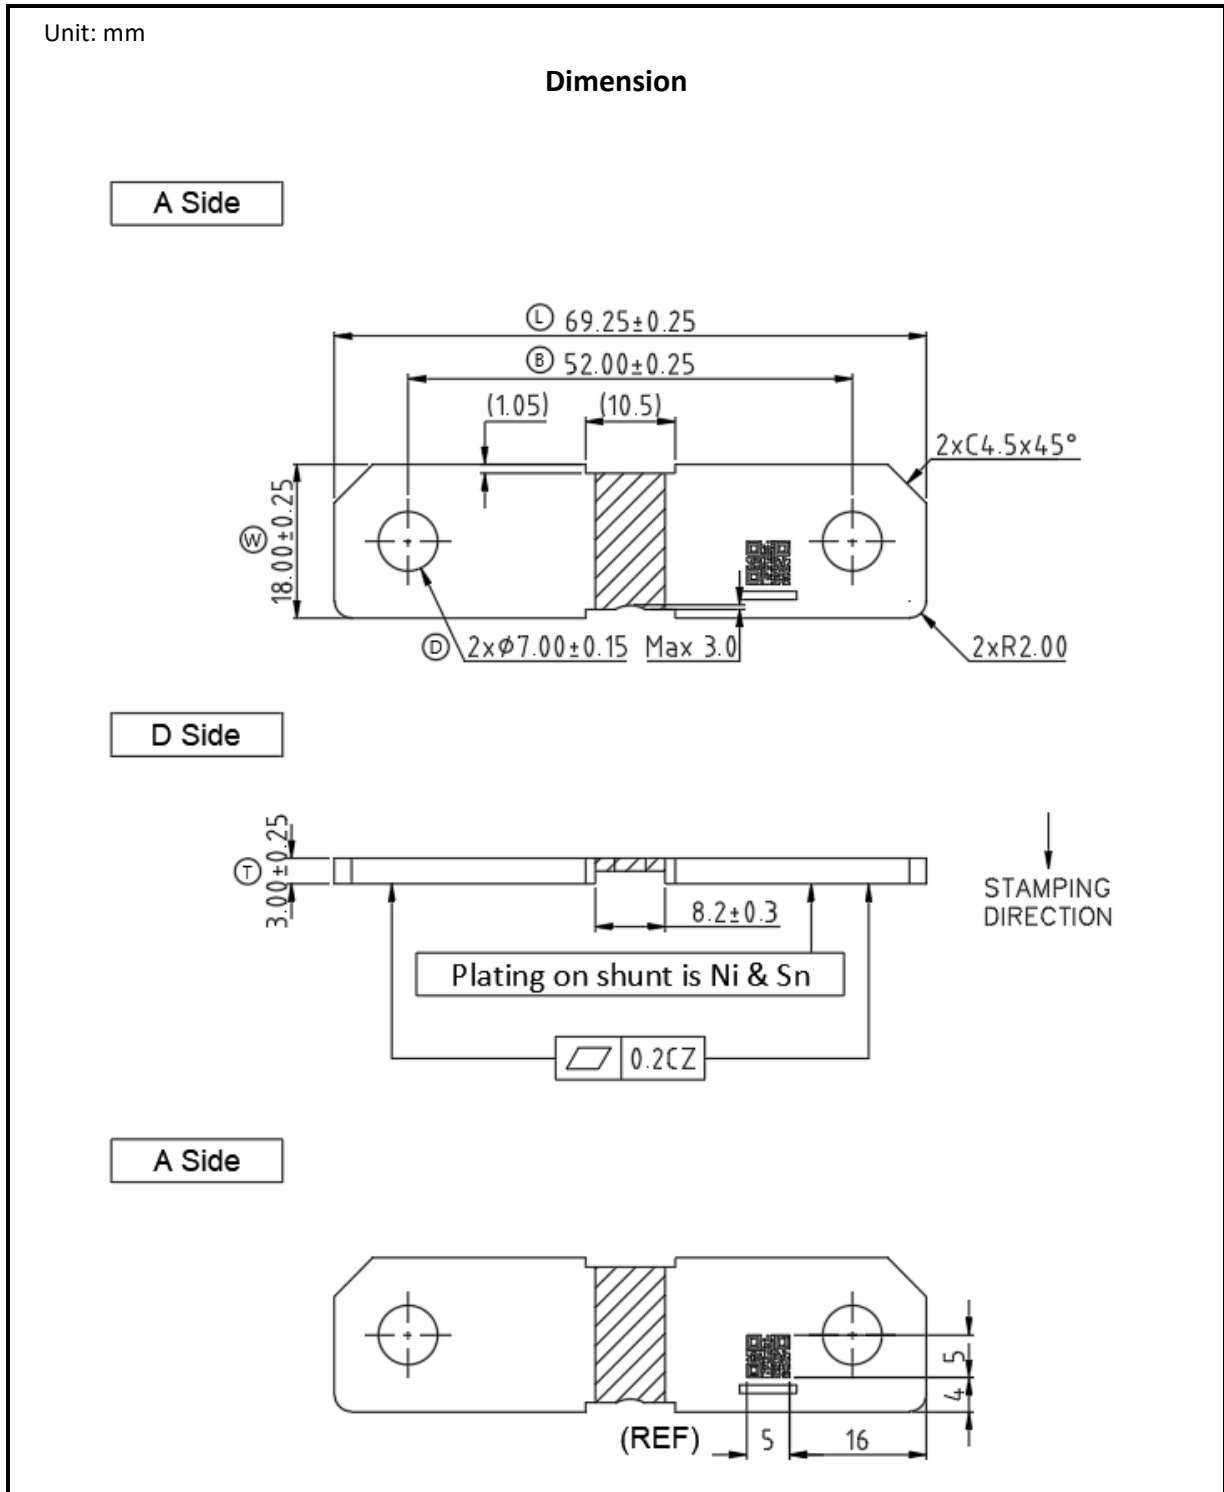 Unit: mm
Dimension
A Side
Ⓛ 69.25±0.25
Ⓑ 52.00±0.25
(1.05) (10.5)
2xC4.5x45°
Ⓦ 18.00±0.25
Ⓓ 2xΦ7.00±0.15 Max 3.0 2xR2.00
D Side
Ⓣ 3.00±0.25
STAMPING
DIRECTION
8.2±0.3
Plating on shunt is Ni & Sn
0.2CZ
A Side
5
4
(REF) 5 16